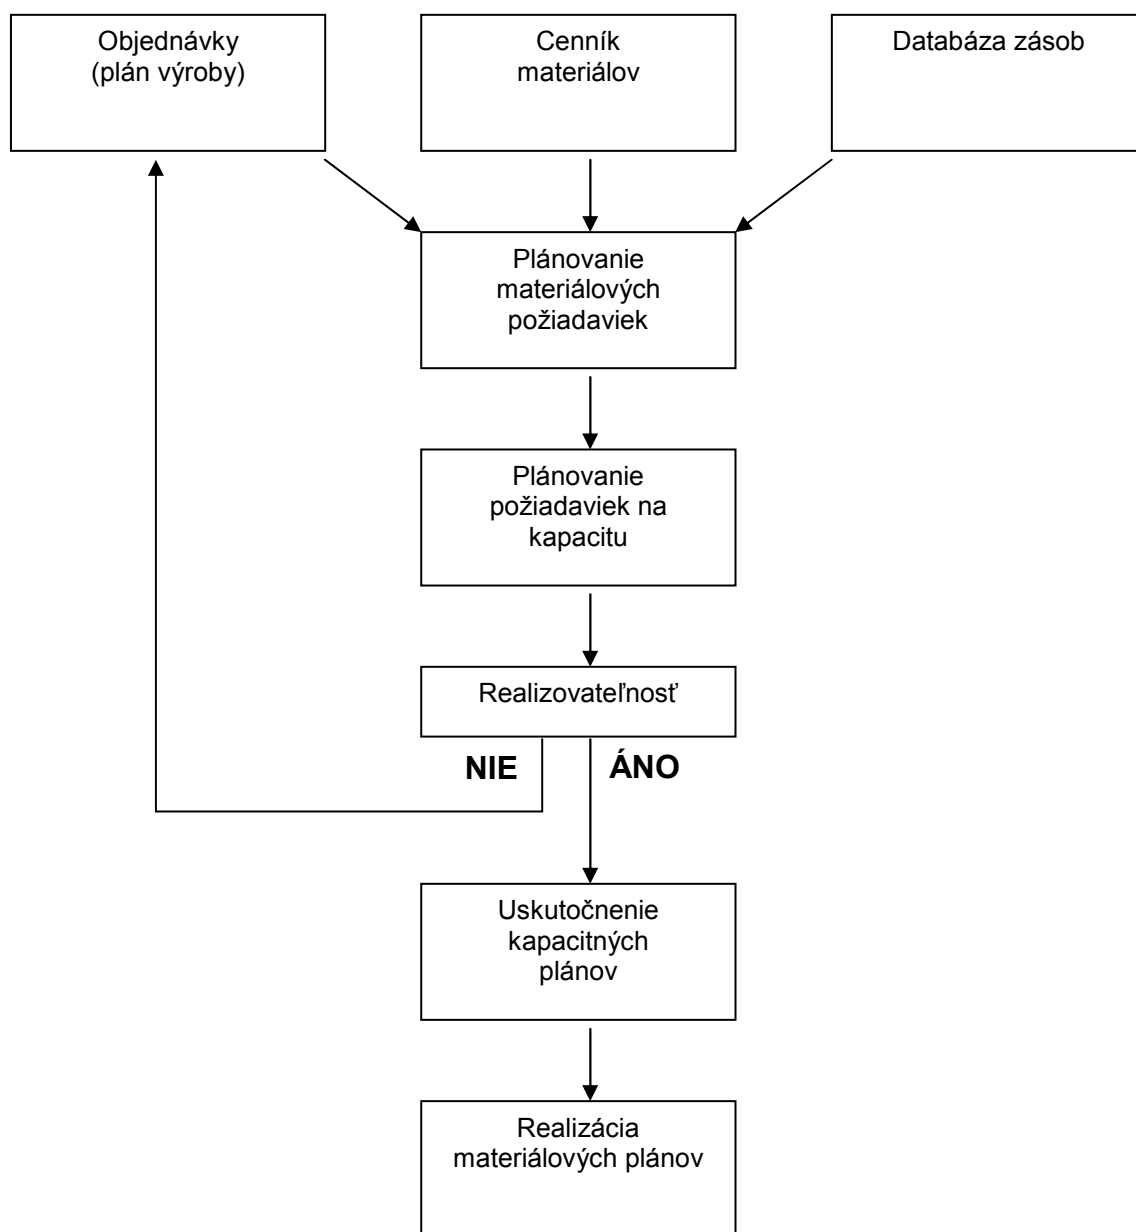 Objednávky
(plán výroby)
Cenník
materiálov
Databáza zásob
Plánovanie
materiálových
požiadaviek
Plánovanie
požiadaviek na
kapacitu
Realizovateľnosť
NIE
ÁNO
Uskutočnenie
kapacitných
plánov
Realizácia
materiálových plánov